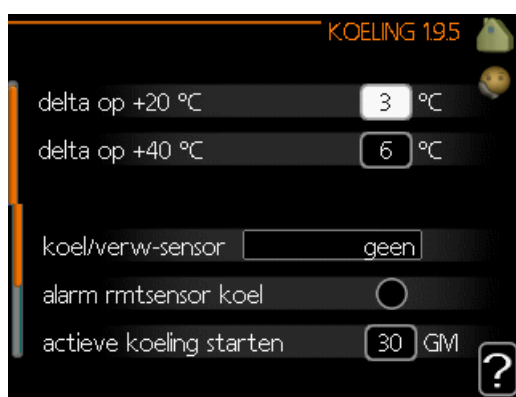 KOELING 1.9.5
delta op +20 °C 3 °C
delta op +40 °C 6 °C
koel/verw-sensor geen
alarm rmtsensor koel
actieve koeling starten 30 GM
?